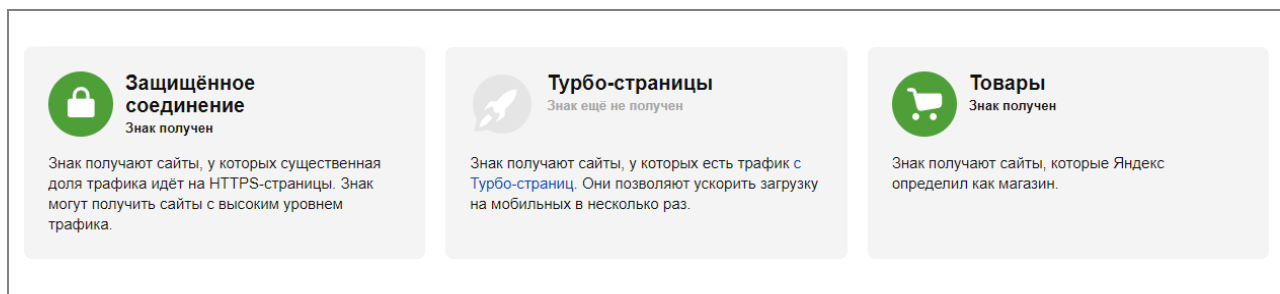 Защищённое
соединение
Знак получен
Знак получают сайты, у которых существенная
доля трафика идёт на HTTPS-страницы. Знак
могут получить сайты с высоким уровнем
трафика.
Турбо-страницы
Знак ещё не получен
Знак получают сайты, у которых есть трафик с
Турбо-страниц. Они позволяют ускорить загрузку
на мобильных в несколько раз.
Товары
Знак получен
Знак получают сайты, которые Яндекс
определил как магазин.